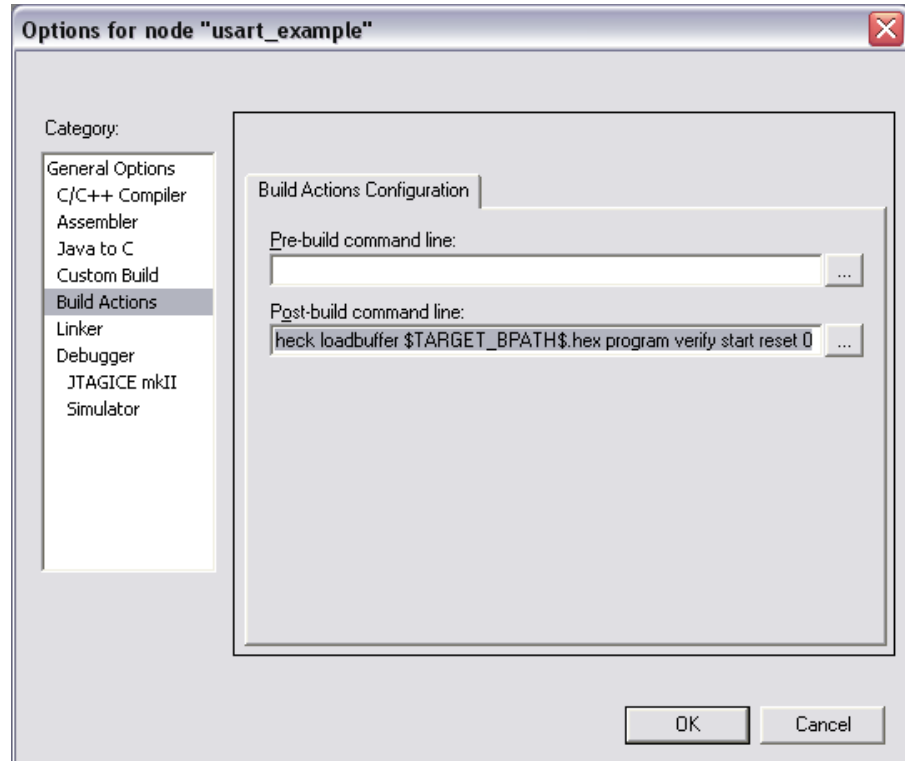 Options for node "usart_example"
Category:
General Options
C/C++ Compiler
Assembler
Java to C
Custom Build
Build Actions
Linker
Debugger
JTAGICE mkII
Simulator
Build Actions Configuration
Pre-build command line:
...
Post-build command line:
heck loadbuffer $TARGET_BPATH$.hex program verify start reset 0
...
OK
Cancel